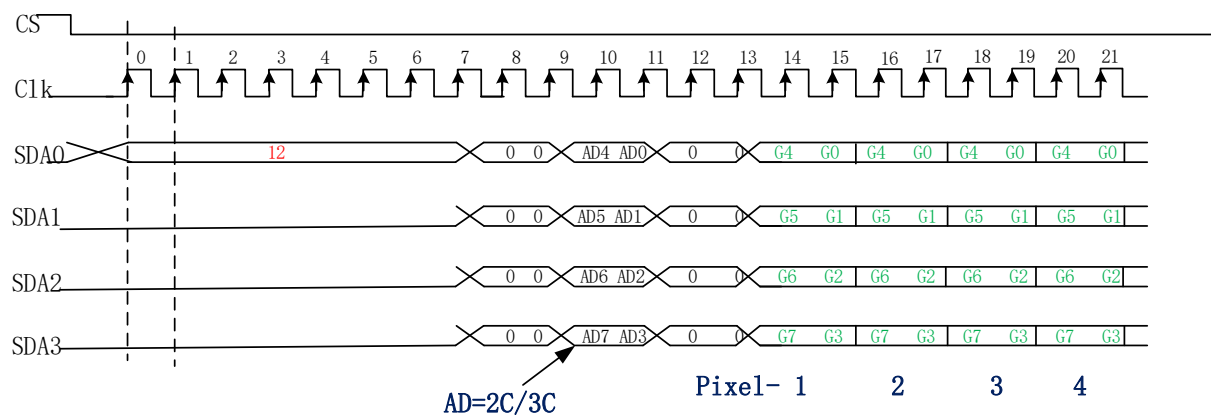 CS
0 1 2 3 4 5 6 7 8 9 10 11 12 13 14 15 16 17 18 19 20 21
Clk
SDA0 12 0 0 AD4 AD0 0 0 G4 G0 G4 G0 G4 G0 G4 G0
SDA1 0 0 AD5 AD1 0 0 G5 G1 G5 G1 G5 G1 G5 G1
SDA2 0 0 AD6 AD2 0 0 G6 G2 G6 G2 G6 G2 G6 G2
SDA3 0 0 AD7 AD3 0 0 G7 G3 G7 G3 G7 G3 G7 G3
Pixel- 1 2 3 4
AD=2C/3C